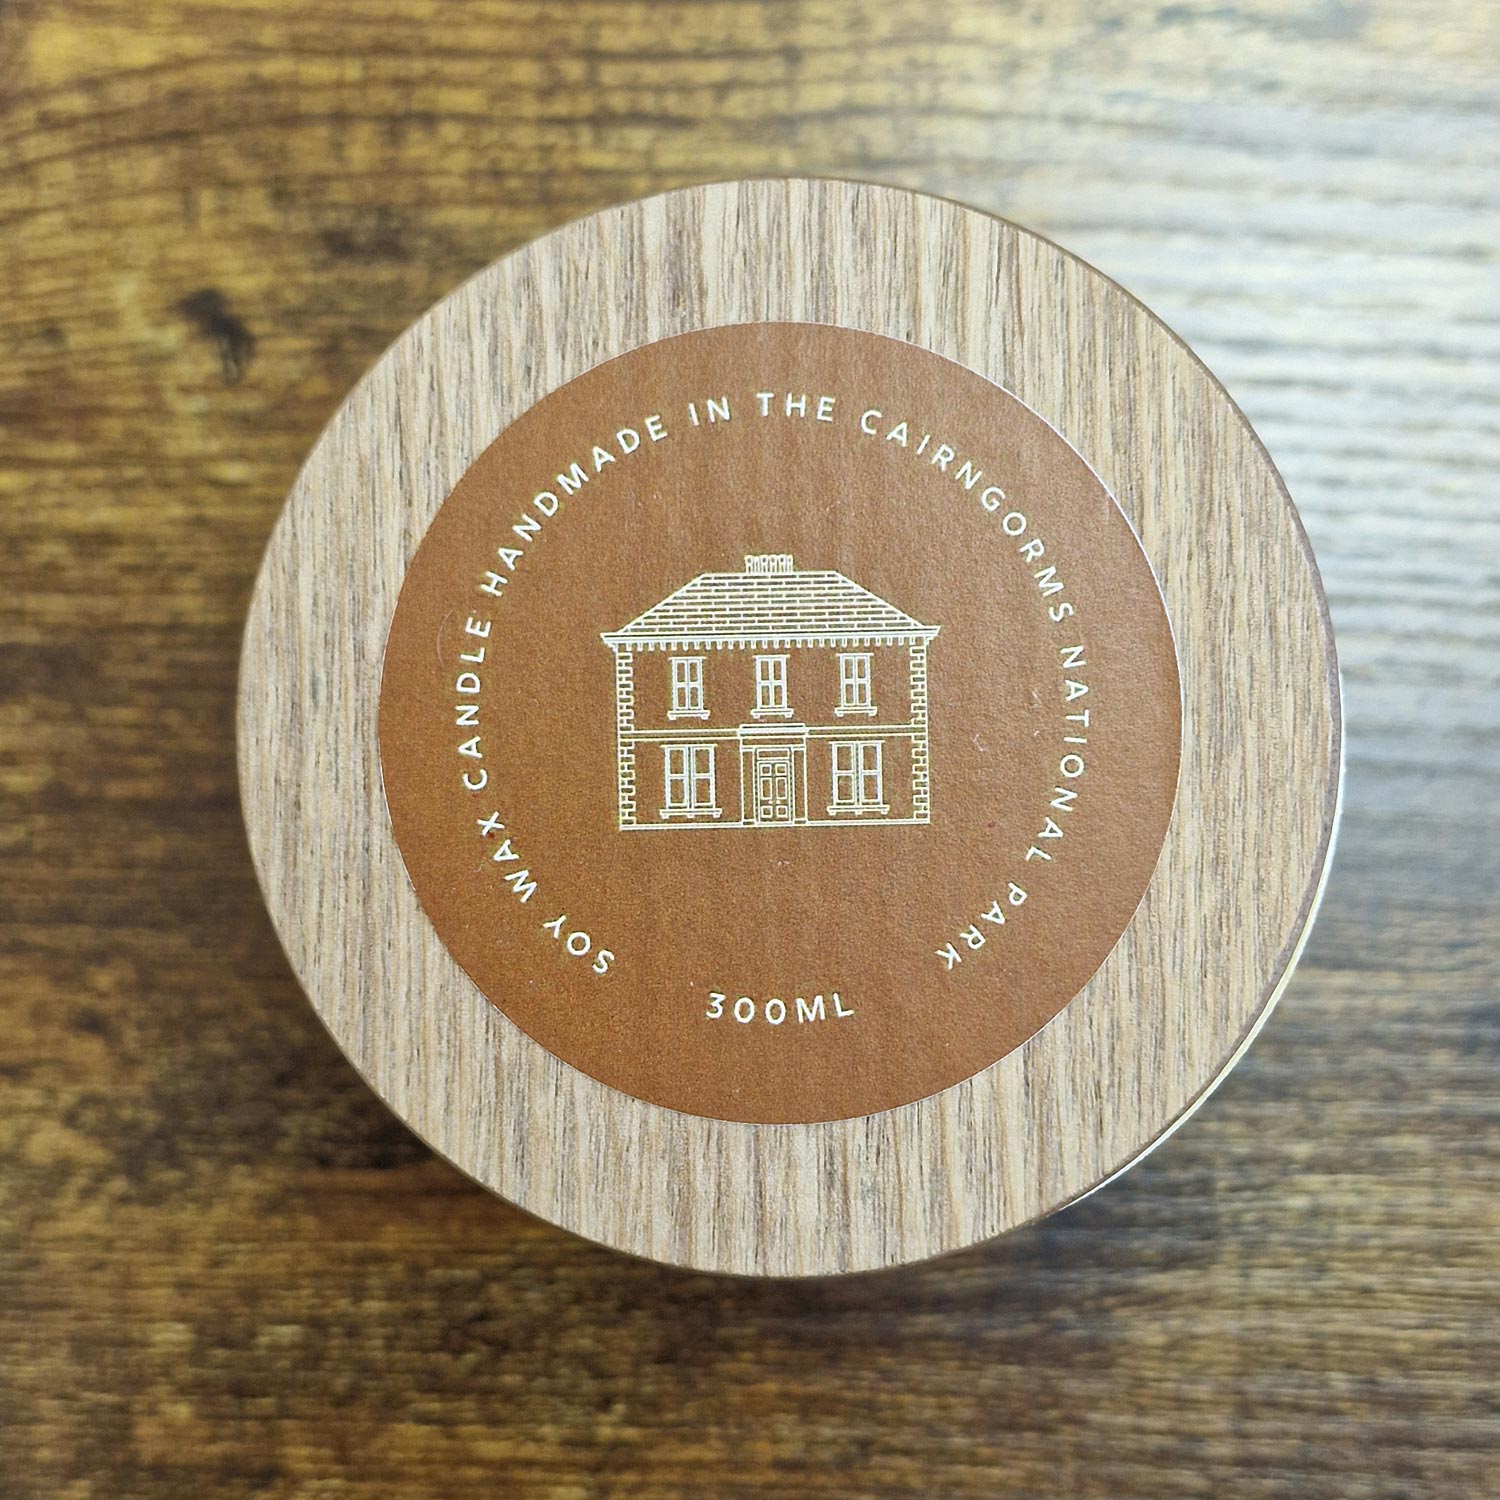 SOY WAX CANDLE HANDMADE IN THE CAIRNGORMS NATIONAL PARK
300ML